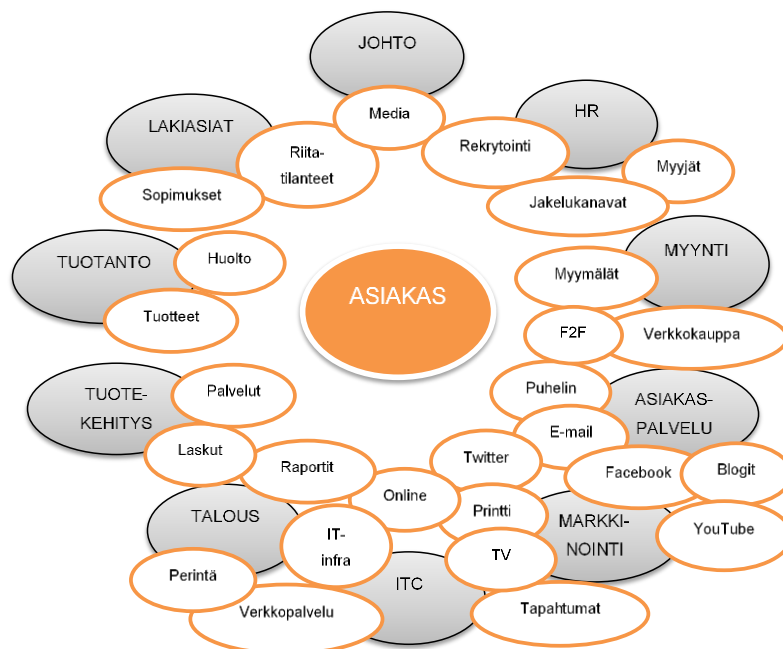 JOHTO
HR
Media
LAKIASIAT
Riita-
tilanteet
Rekrytointi
Myyjät
Sopimukset
Jakelukanavat
TUOTANTO
Huolto
MYYNTI
Myymälät
ASIAKAS
Tuotteet
F2F
Verkkokauppa
TUOTE-
KEHITYS
Palvelut
Puhelin
ASIAKAS-
PALVELU
E-mail
Laskut
Raportit
Twitter
Facebook
Blogit
Online
Printti
TALOUS
IT-
infra
MARKKI-
NOINTI
YouTube
TV
Perintä
ITC
Verkkopalvelu
Tapahtumat